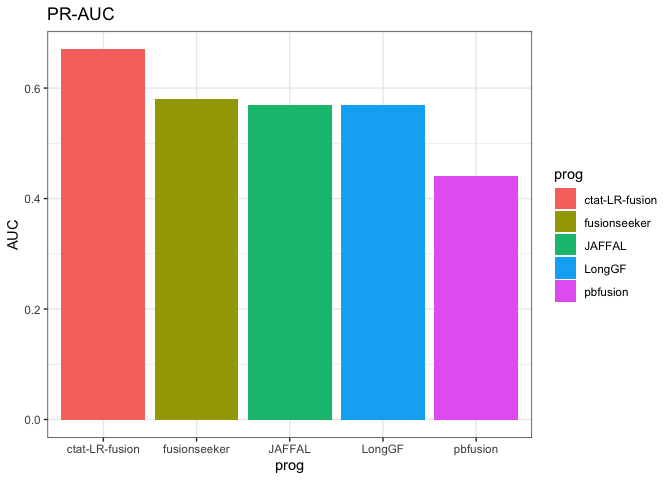 PR-AUC
AUC
0.6
0.4
0.2
0.0
ctat-LR-fusion fusionseeker JAFFAL LongGF pbfusion
prog
prog
ctat-LR-fusion
fusionseeker
JAFFAL
LongGF
pbfusion